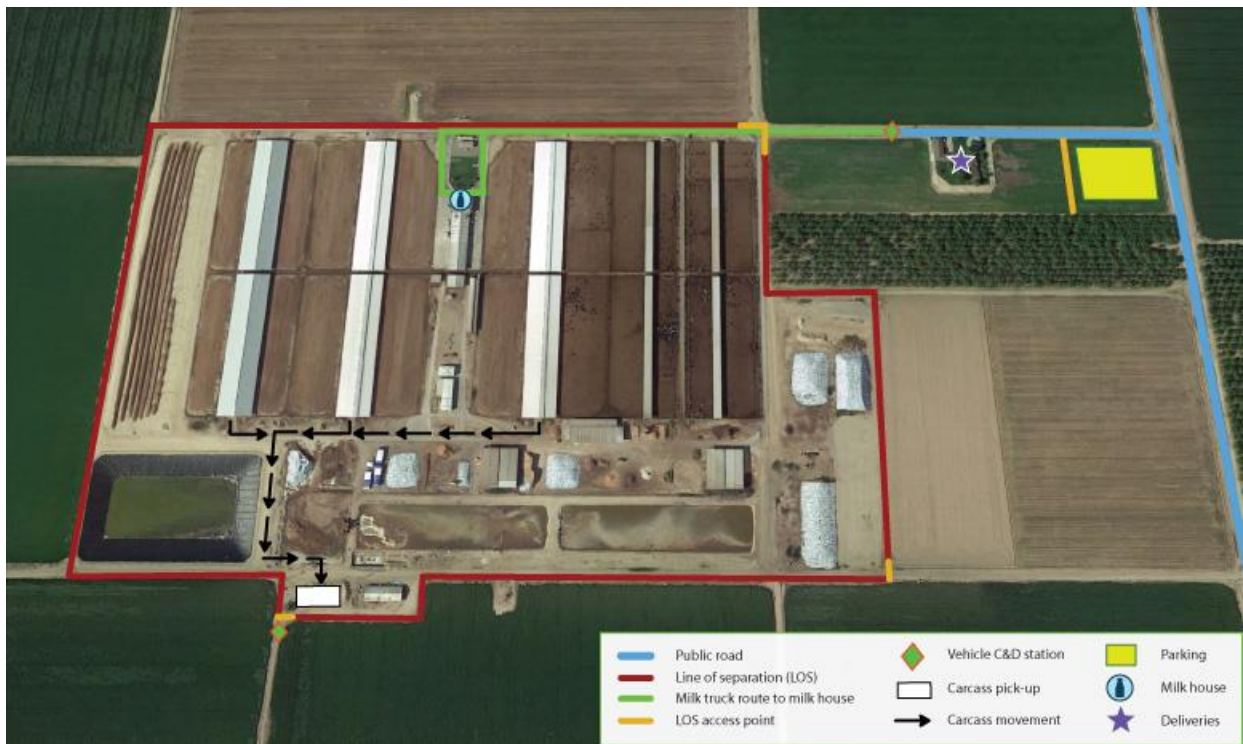 Public road
Line of separation (LOS)
Milk truck route to milk house
LOS access point
Vehicle C&D station
Carcass pick-up
Carcass movement
Parking
Milk house
Deliveries